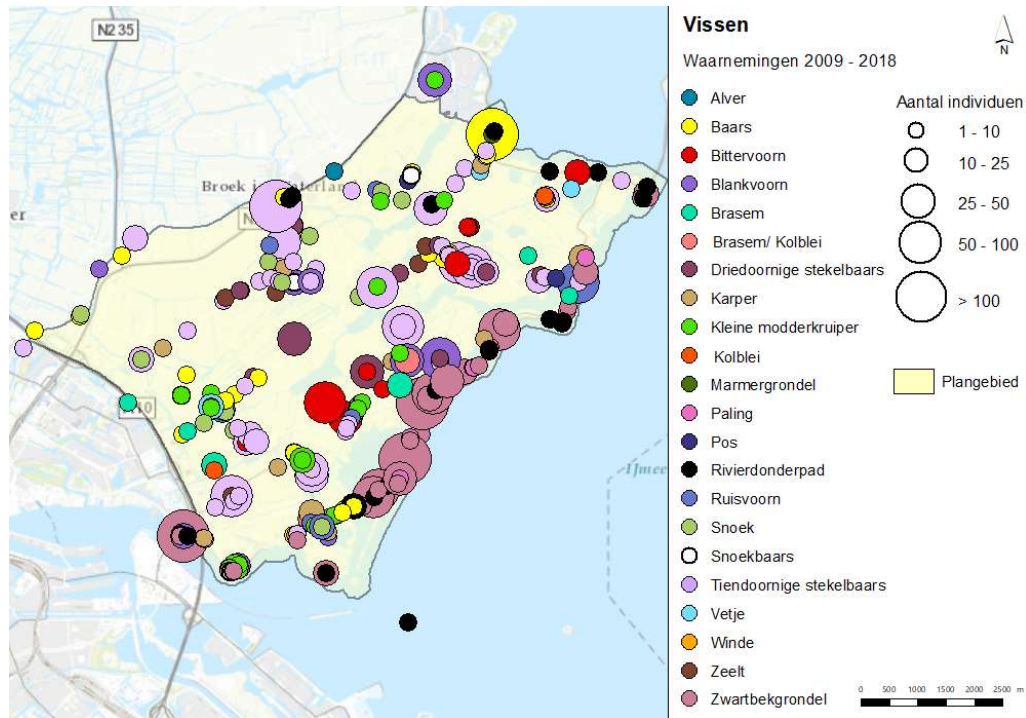 N235
Broek in
A10
IJmee
Vissen
N
Waarnemingen 2009 - 2018
Alver
Baars
Bittervoorn
Blankvoorn
Brasem
Brasem/ Kolblei
Driedoornige stekelbaars
Karper
Kleine modderkruiper
Kolblei
Marmergrondel
Paling
Pos
Rivierdonderpad
Ruisvoorn
Snoek
Snoekbaars
Tiendoornige stekelbaars
Vetje
Winde
Zeelt
Zwartbekgrondel
Aantal individuen
1 - 10
10 - 25
25 - 50
50 - 100
> 100
Plangebied
0 500 1000 1500 2000 2500 m